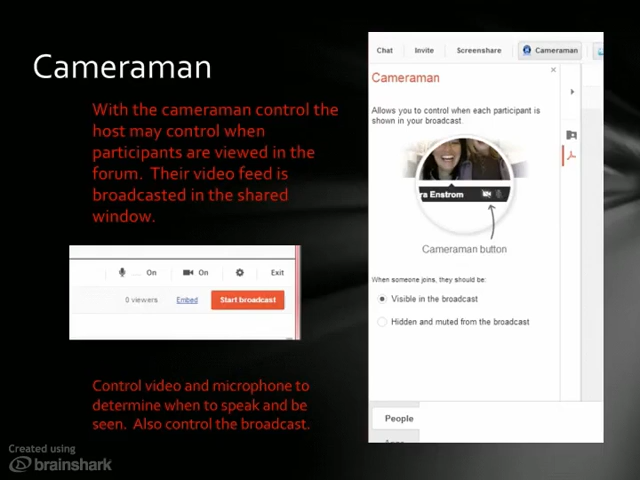 Cameraman
With the cameraman control the
host may control when
participants are viewed in the
forum. Their video feed is
broadcasted in the shared
window.
On
On
Exit
0 viewers
Embed
Start broadcast
Control video and microphone to
determine when to speak and be
seen. Also control the broadcast.
Created using
brainshark
Chat
Invite
Screenshare
Cameraman
Cameraman
Allows you to control when each participant is
shown in your broadcast.
ra Enstrom
Cameraman button
When someone joins, they should be:
Visible in the broadcast
Hidden and muted from the broadcast
People